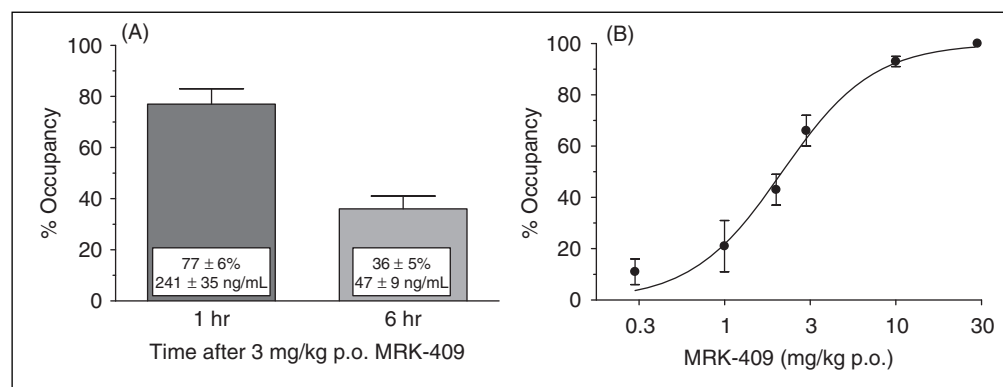 (A)
% Occupancy
100
80
60
40
20
0
77 ± 6%
241 ± 35 ng/mL
36 ± 5%
47 ± 9 ng/mL
1 hr
6 hr
Time after 3 mg/kg p.o. MRK-409
(B)
% Occupancy
100
80
60
40
20
0
0.3
1
3
10
30
MRK-409 (mg/kg p.o.)